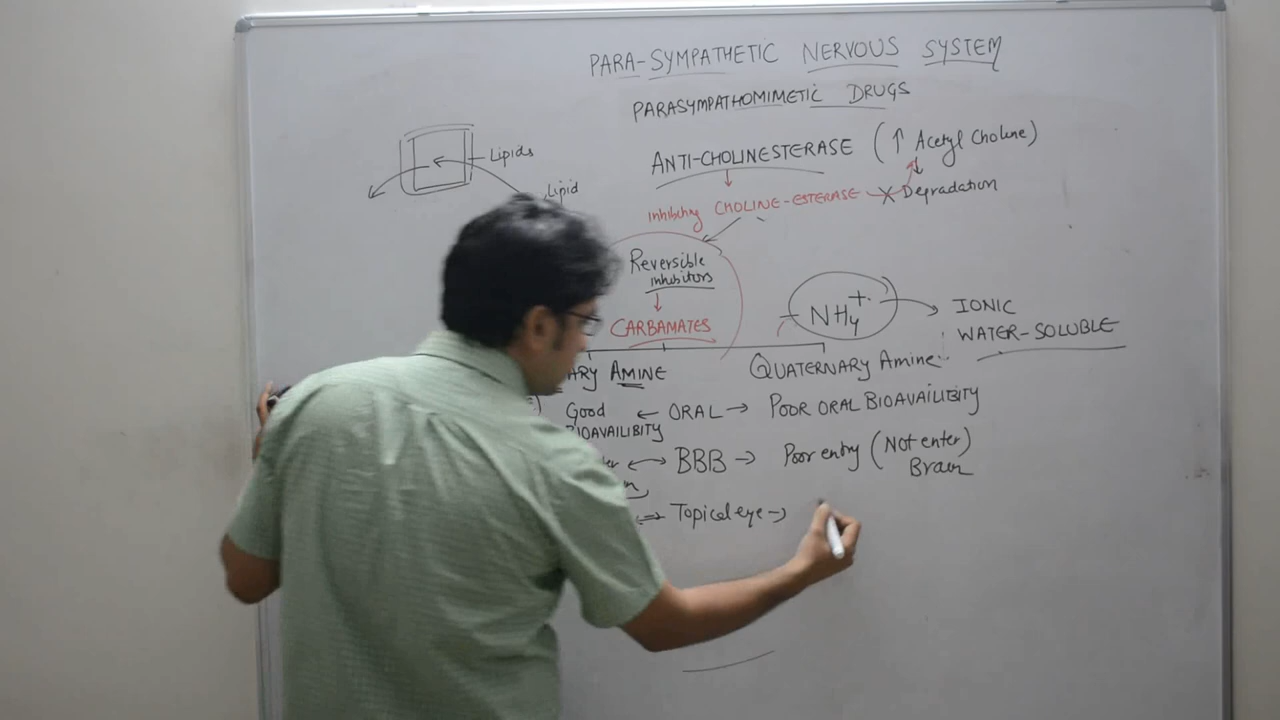 PARA-SYMPATHETIC NERVOUS SYSTEM
PARASYMPATHOMIMETIC DRUGS
ANTI-CHOLINESTERASE (↑ Acetyl Choline)
Lipids
Lipid
Inhibiting CHOLINE-ESTERASE X Degradation
Reversible
inhibitors
CARBAMATES
NH4+
IONIC
WATER-SOLUBLE
ARY AMINE
QUATERNARY Amine
Good ← ORAL → POOR ORAL BIOAVAILIBITY
BIOAVAILIBITY
BBB → Poor entry (Not enter)
Brain
Topical eye →